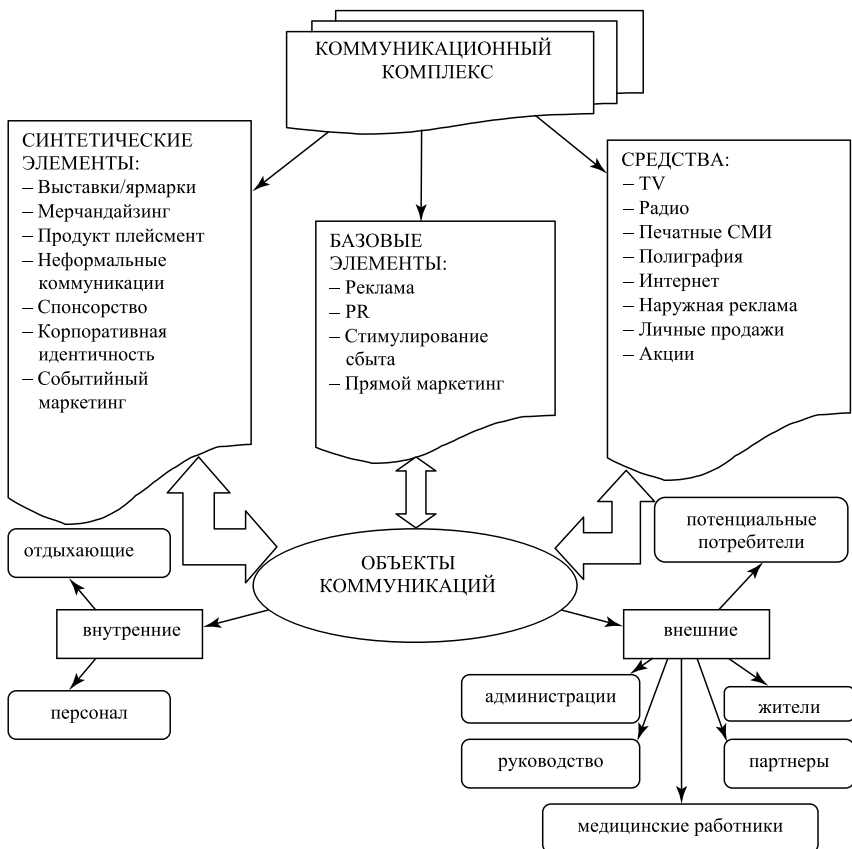 КОММУНИКАЦИОННЫЙ
КОМПЛЕКС
СИНТЕТИЧЕСКИЕ
ЭЛЕМЕНТЫ:
– Выставки/ярмарки
– Мерчандайзинг
– Продукт плейсмент
– Неформальные
коммуникации
– Спонсорство
– Корпоративная
идентичность
– Событийный
маркетинг
БАЗОВЫЕ
ЭЛЕМЕНТЫ:
– Реклама
– PR
– Стимулирование
сбыта
– Прямой маркетинг
СРЕДСТВА:
– TV
– Радио
– Печатные СМИ
– Полиграфия
– Интернет
– Наружная реклама
– Личные продажи
– Акции
ОБЪЕКТЫ
КОММУНИКАЦИЙ
отдыхающие
внутренние
персонал
потенциальные
потребители
внешние
администрации
жители
руководство
партнеры
медицинские работники